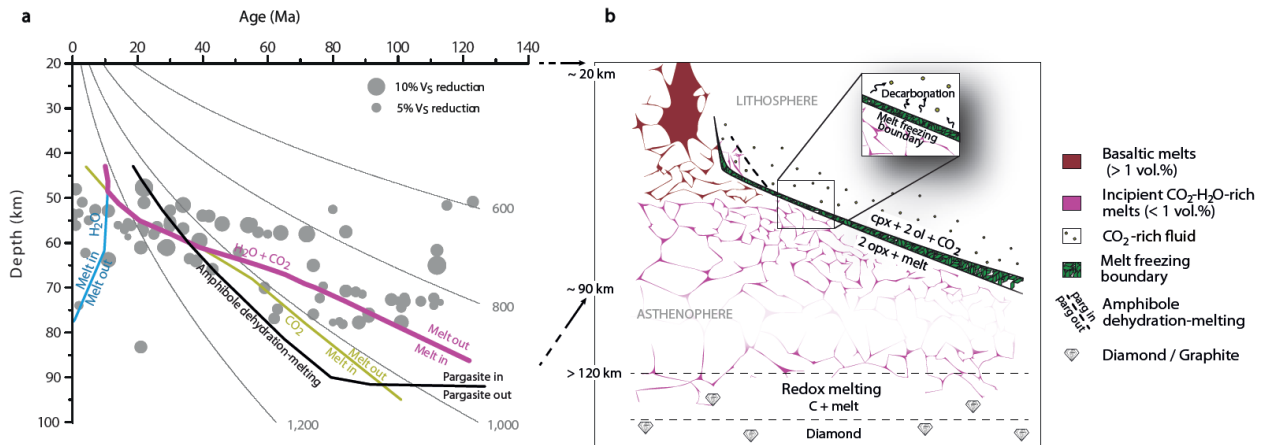 a
Age (Ma)
0 20 40 60 80 100 120 140
20
30
40
50
60
70
80
90
100
Depth (km)
10% Vs reduction
5% Vs reduction
600
800
1,000
1,200
H₂O
Melt in
Melt out
H₂O + CO₂
Melt out
Melt in
CO₂
Melt out
Melt in
Amphibole dehydration-melting
Pargasite in
Pargasite out
b
~ 20 km
~ 90 km
> 120 km
LITHOSPHERE
Decarbonation
Melt freezing
boundary
cpx + 2 ol + CO₂
2 opx + melt
ASTHENOPHERE
Redox melting
C + melt
Diamond
Basaltic melts
(> 1 vol.%)
Incipient CO₂-H₂O-rich
melts (< 1 vol.%)
CO₂-rich fluid
Melt freezing
boundary
parg in
parg out
Amphibole
dehydration-melting
Diamond / Graphite